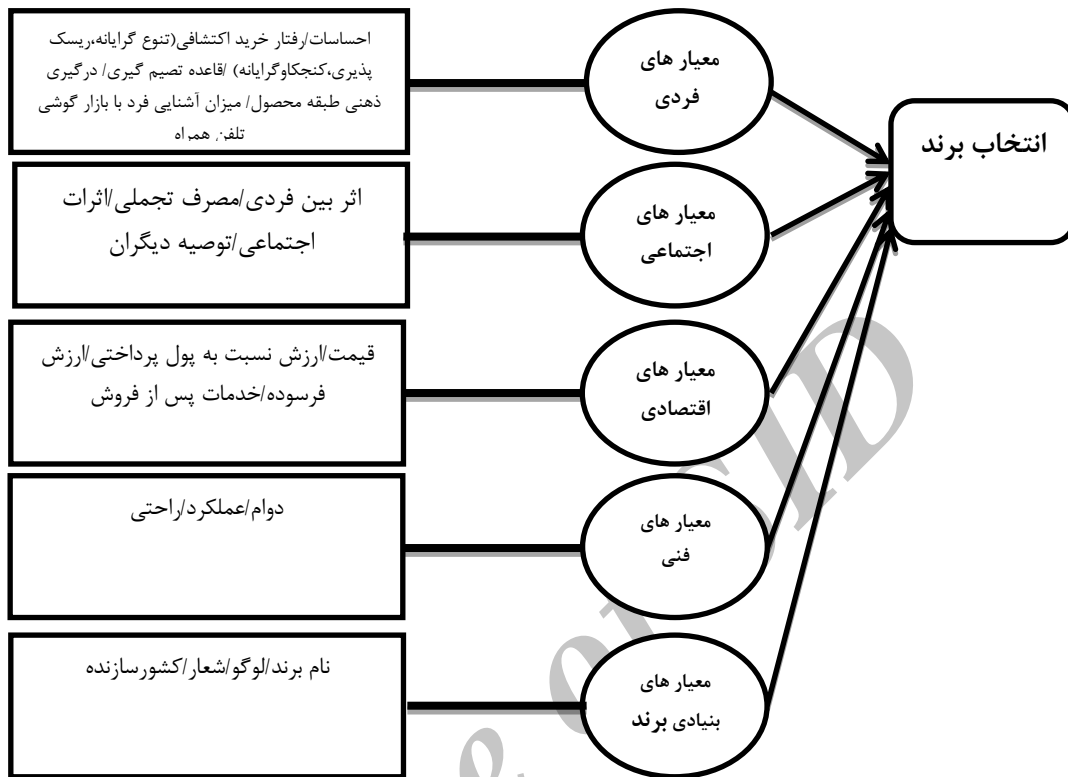 انتخاب برند
معیار های
فردی
احساسات/رفتار خرید اکتشافی(تنوع گرایانه،ریسک
پذیری،کنجکاوگرایانه) /قاعده تصیم گیری/ درگیری
ذهنی طبقه محصول/ میزان آشنایی فرد با بازار گوشی
تلفن همراه
معیار های
اجتماعی
اثر بین فردی/مصرف تجملی/اثرات
اجتماعی/توصیه دیگران
معیار های
اقتصادی
قیمت/ارزش نسبت به پول پرداختی/ارزش
فرسوده/خدمات پس از فروش
معیار های
فنی
دوام/عملکرد/راحتی
معیار های
بنیادی برند
نام برند/لوگو/شعار/کشورسازنده